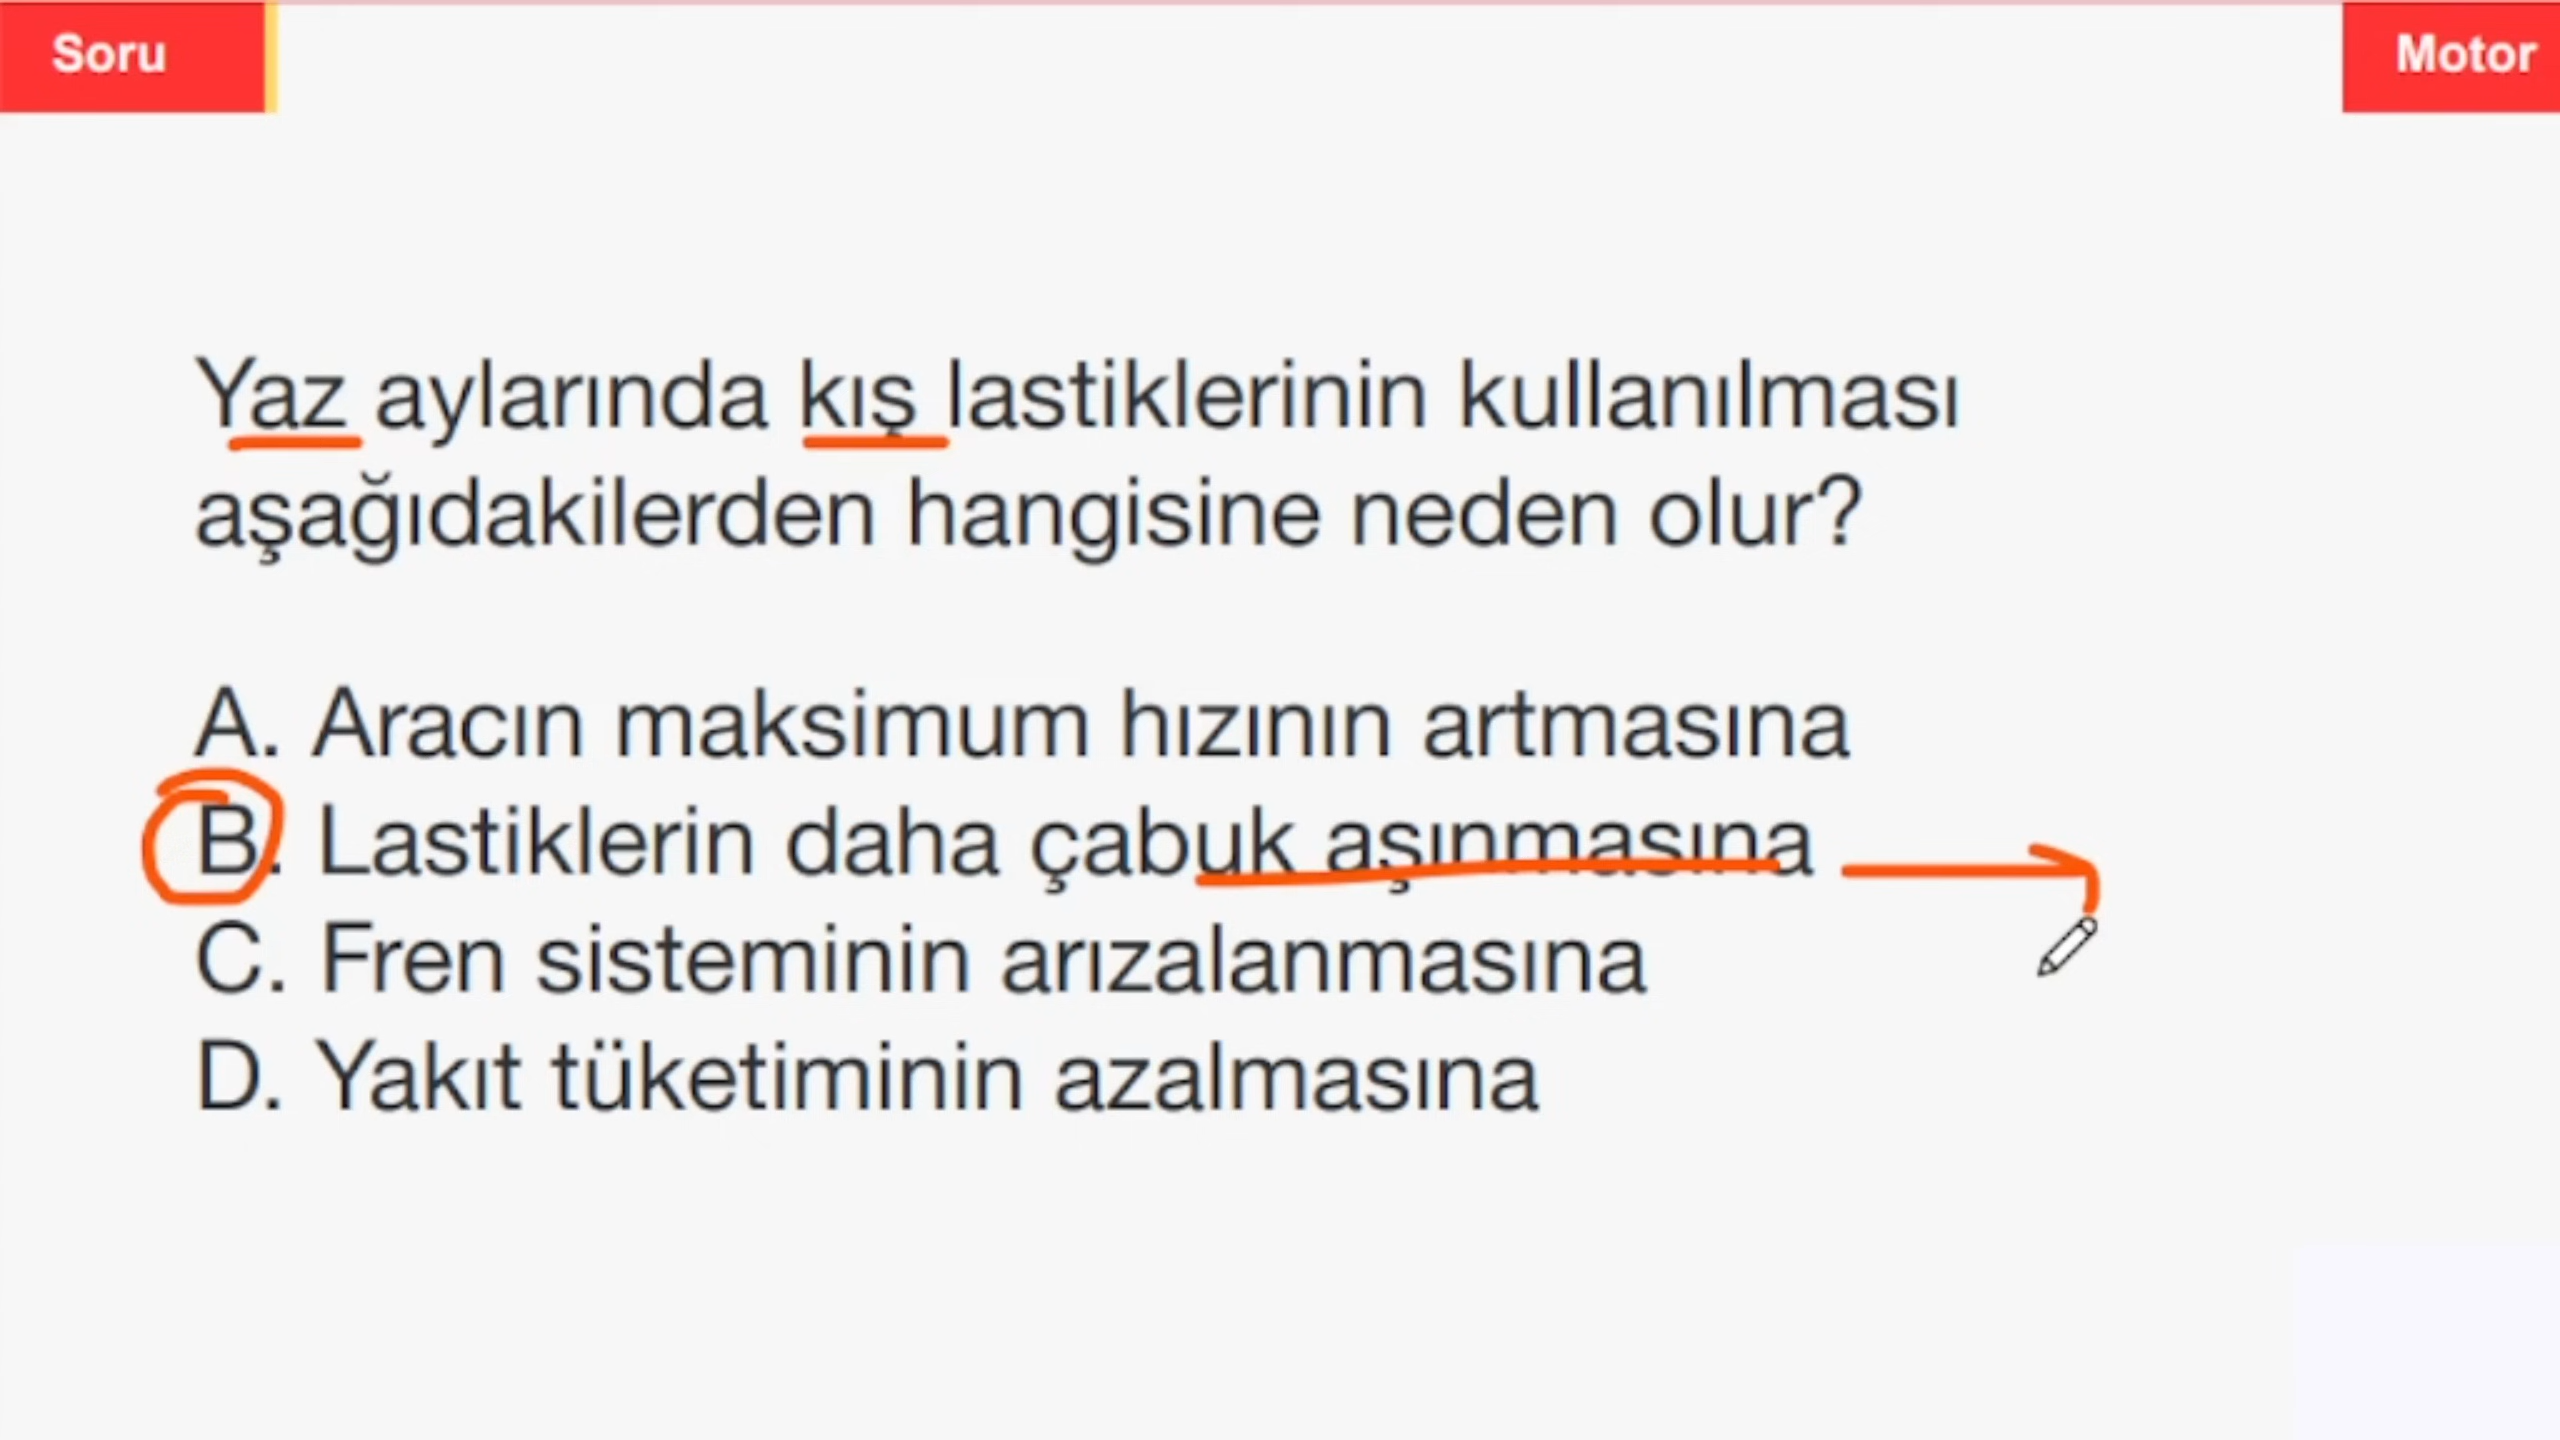 Soru
Motor
Yaz aylarında kış lastiklerinin kullanılması
aşağıdakilerden hangisine neden olur?
A. Aracın maksimum hızının artmasına
B. Lastiklerin daha çabuk aşınmasına
C. Fren sisteminin arızalanmasına
D. Yakıt tüketiminin azalmasına